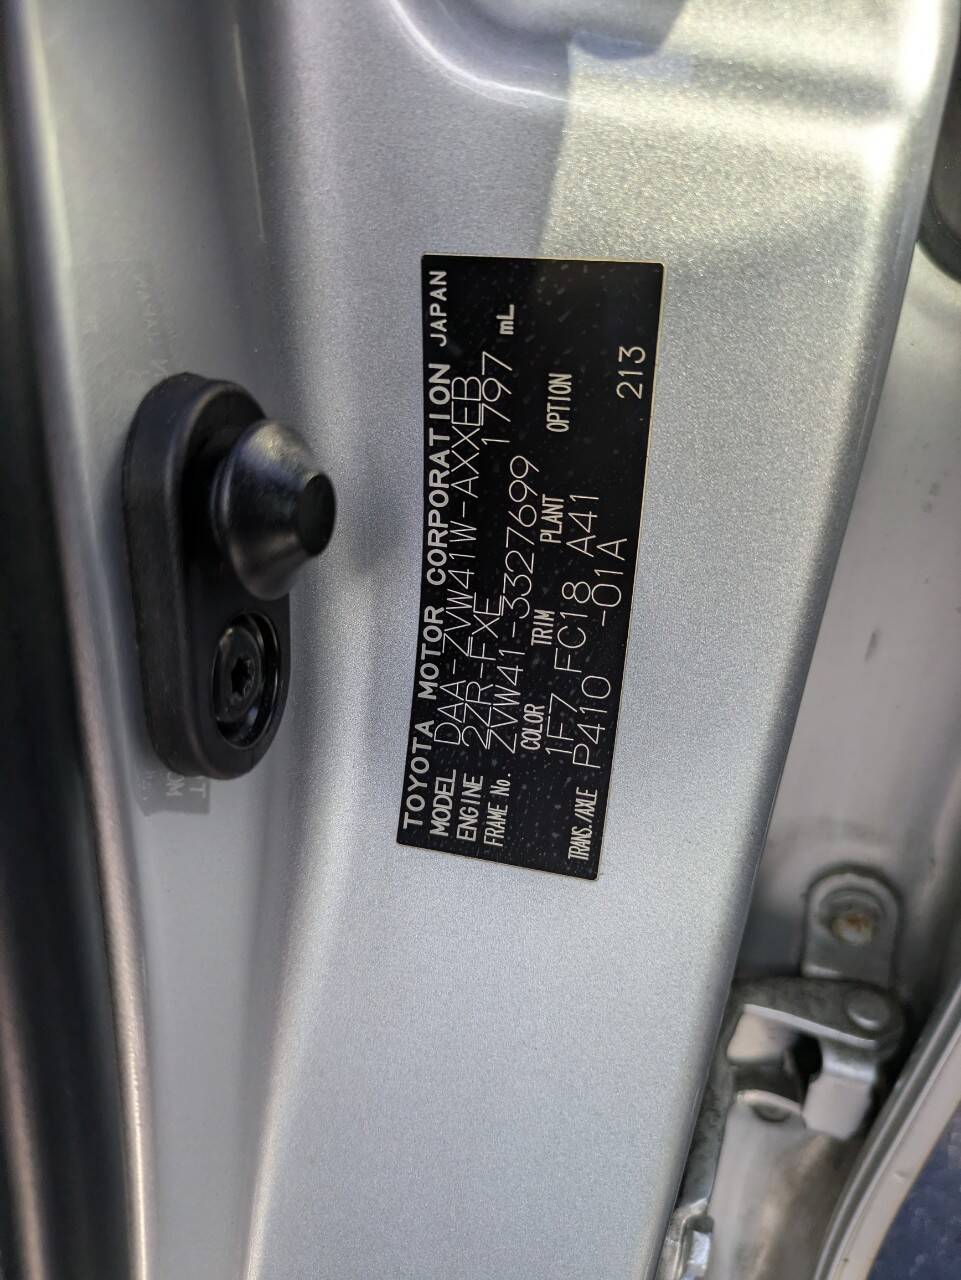 TOYOTA MOTOR CORPORATION JAPAN
MODEL DAA-ZVW41W-AXXEB
ENGINE 2ZR-FXE 1797 mL
FRAME No. ZVW41-3327699
COLOR TRIM PLANT OPTION
1F7 FC18 A41
TRANS./AXLE P410 -01A 213